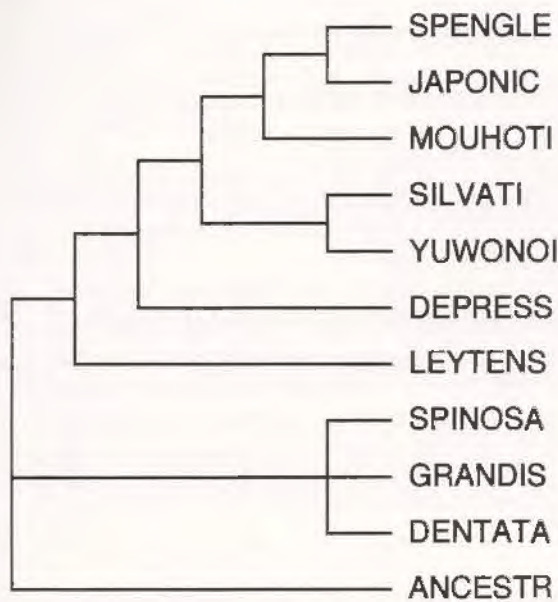 SPENGLE
JAPONIC
MOUHOTI
SILVATI
YUWONOI
DEPRESS
LEYTENS
SPINOSA
GRANDIS
DENTATA
ANCESTR